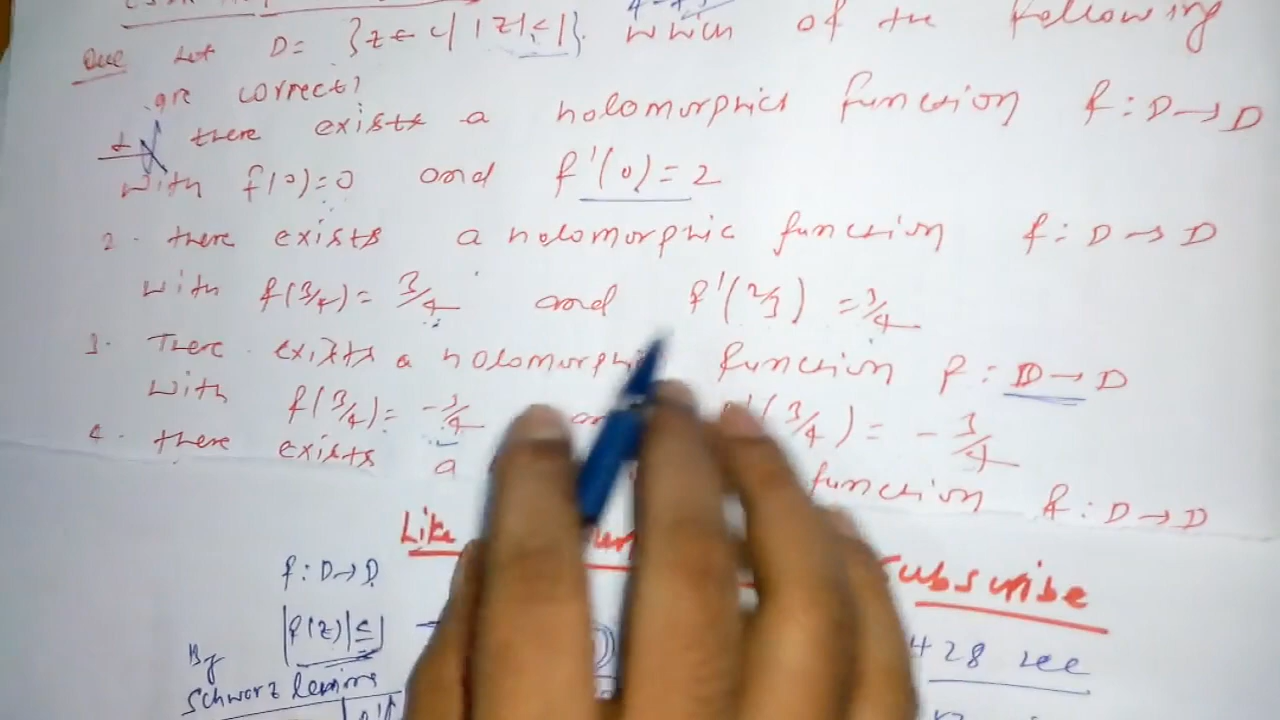 Que Let D = {z ∈ C | |z| < 1}. which of the following
are correct?
1 there exists a holomorphics function f : D → D
with f(0) = 0 and f'(0) = 2
2. there exists a holomorphic function f : D → D
with f(3/4) = 3/4 and f'(2/3) = 3/4
3. There exists a holomorphic function f : D → D
with f(3/4) = -3/4 (3/4) = - 3/4
4. there exists a function f : D → D
Like Subscribe
f : D → D
|f(z)| ≤ 1
By
Schwarz lemma
428